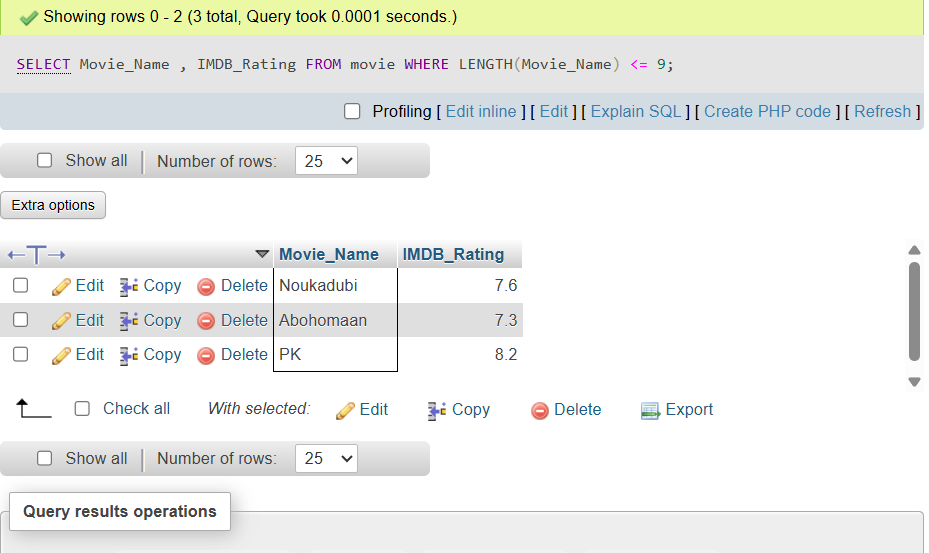 Showing rows 0 - 2 (3 total, Query took 0.0001 seconds.)
SELECT Movie_Name , IMDB_Rating FROM movie WHERE LENGTH(Movie_Name) <= 9;
Profiling [ Edit inline ] [ Edit ] [ Explain SQL ] [ Create PHP code ] [ Refresh ]
Show all Number of rows: 25
Extra options
Movie_Name IMDB_Rating
Edit Copy Delete Noukadubi 7.6
Edit Copy Delete Abohomaan 7.3
Edit Copy Delete PK 8.2
Check all With selected: Edit Copy Delete Export
Show all Number of rows: 25
Query results operations